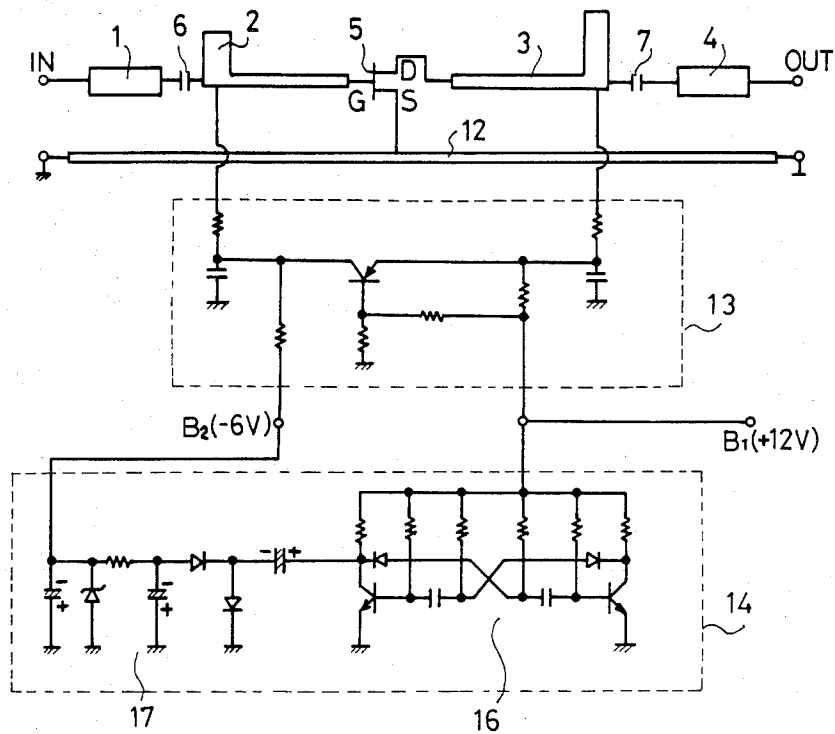 1
6
2
5
3
7
4
IN
OUT
D
G
S
12
13
B₂(-6V)
B₁(+12V)
- +
-
+
-
+
14
17
16